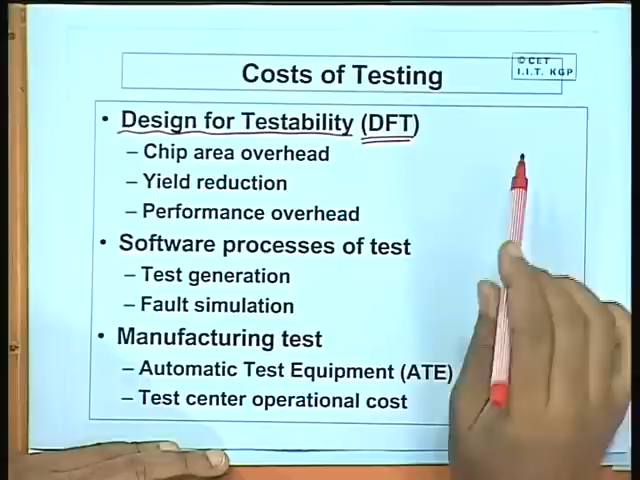 Costs of Testing
© CET
I.I.T. KGP
• Design for Testability (DFT)
– Chip area overhead
– Yield reduction
– Performance overhead
• Software processes of test
– Test generation
– Fault simulation
• Manufacturing test
– Automatic Test Equipment (ATE)
– Test center operational cost